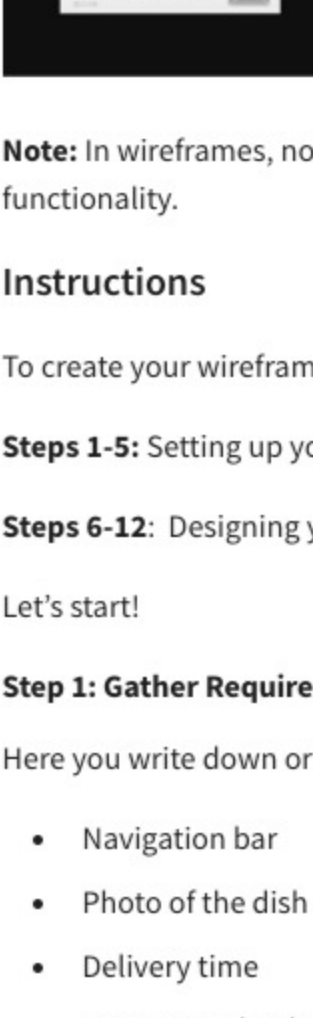 Note: In wireframes, no
functionality.
Instructions
To create your wirefram
Steps 1-5: Setting up yo
Steps 6-12:  Designing y
Let's start!
Step 1: Gather Require
Here you write down or
• Navigation bar
• Photo of the dish
• Delivery time